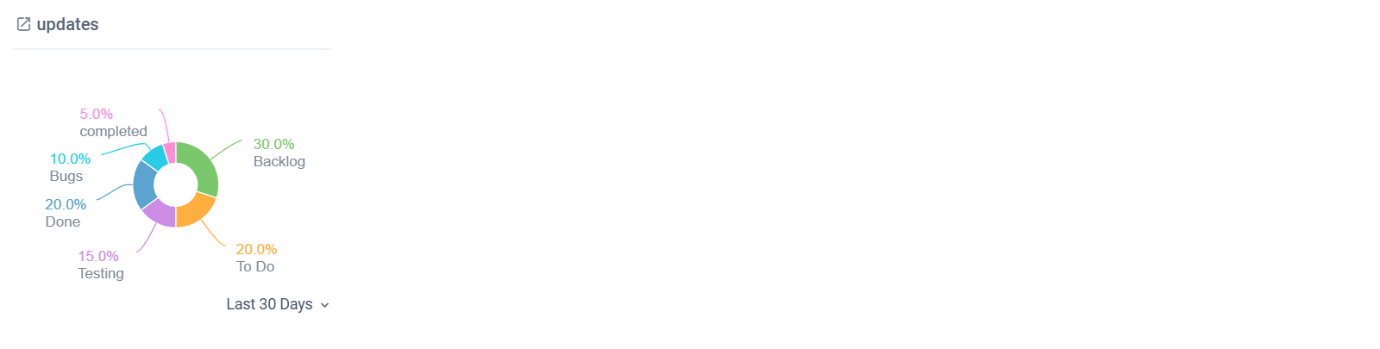 updates
5.0%
completed
30.0%
Backlog
10.0%
Bugs
20.0%
Done
20.0%
To Do
15.0%
Testing
Last 30 Days